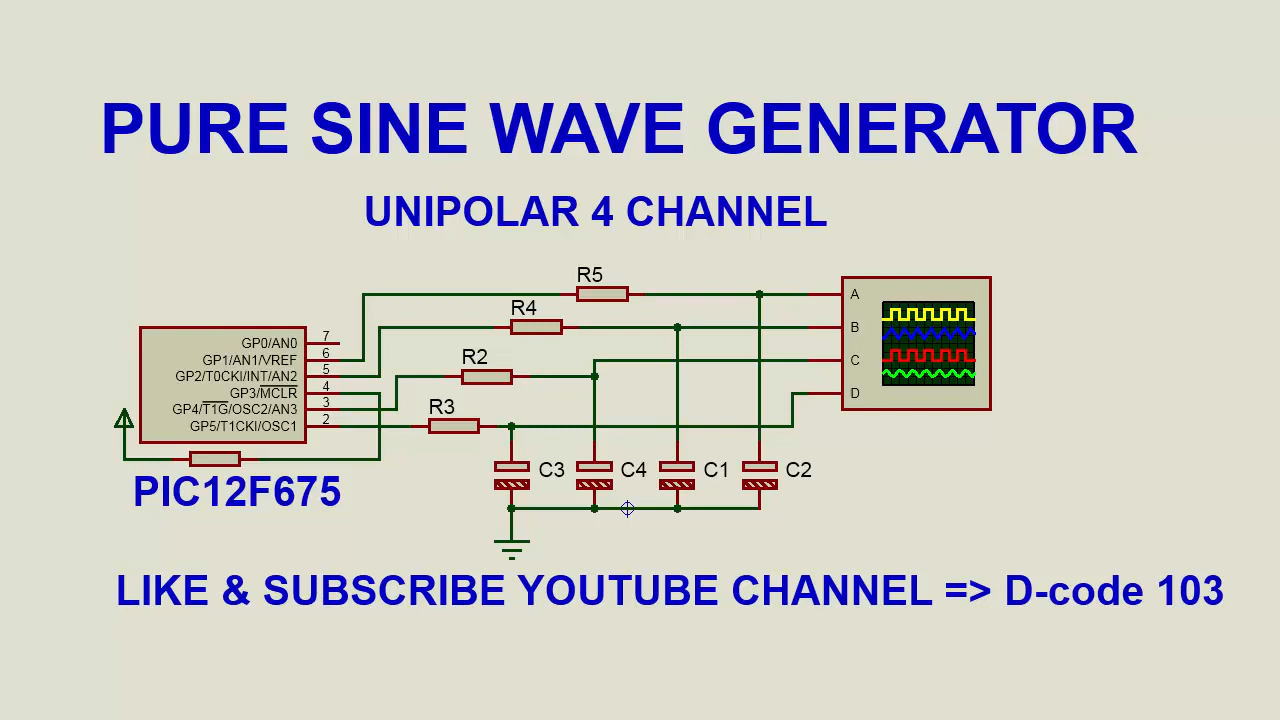 PURE SINE WAVE GENERATOR
UNIPOLAR 4 CHANNEL
R5
R4
R2
R3
GP0/AN0 7
GP1/AN1/VREF 6
GP2/T0CKI/INT/AN2 5
GP3/MCLR 4
GP4/T1G/OSC2/AN3 3
GP5/T1CKI/OSC1 2
A
B
C
D
C3
C4
C1
C2
PIC12F675
LIKE & SUBSCRIBE YOUTUBE CHANNEL => D-code 103